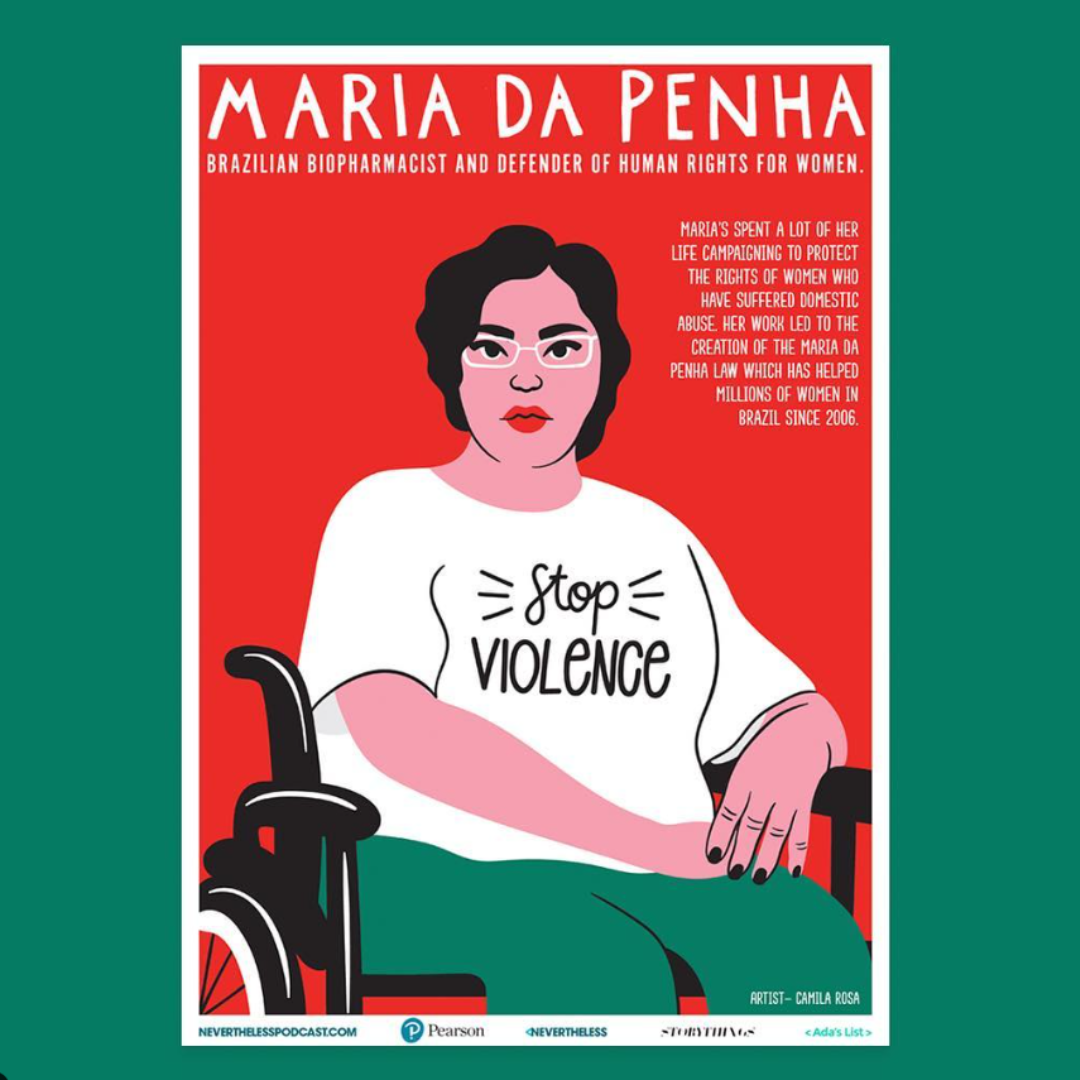 MARIA DA PENHA
BRAZILIAN BIOPHARMACIST AND DEFENDER OF HUMAN RIGHTS FOR WOMEN.
MARIA'S SPENT A LOT OF HER
LIFE CAMPAIGNING TO PROTECT
THE RIGHTS OF WOMEN WHO
HAVE SUFFERED DOMESTIC
ABUSE. HER WORK LED TO THE
CREATION OF THE MARIA DA
PENHA LAW WHICH HAS HELPED
MILLIONS OF WOMEN IN
BRAZIL SINCE 2006.
Stop
VIOLENCE
ARTIST- CAMILA ROSA
NEVERTHELESSPODCAST.COM P Pearson <NEVERTHELESS STORYTHINGS <Ada's List>